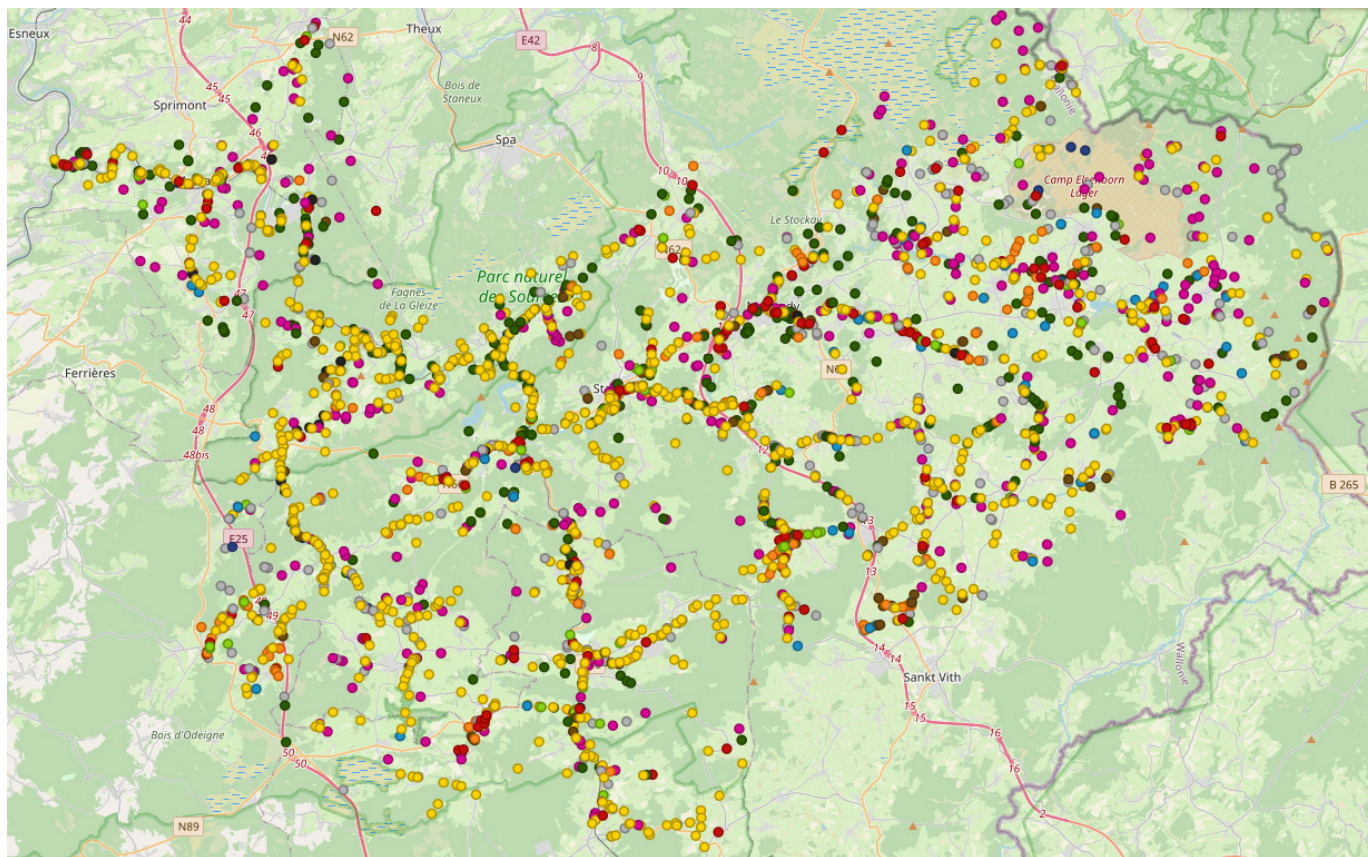 44
Esneux
N62
Theux
E42
8
9
45
45
Sprimont
Bois de
Staneux
Wallonie
46
Spa
10
10
Camp Elsenborn
Lager
Le Stockay
Parc naturel
Fagnes
de La Gleize
47
47
Ferrières
48
48
48bis
12
B 265
E25
13
13
49
14
14
Sankt Vith
Wallonie
15
15
Bois d'Odeigne
16
50
50
16
2
N89